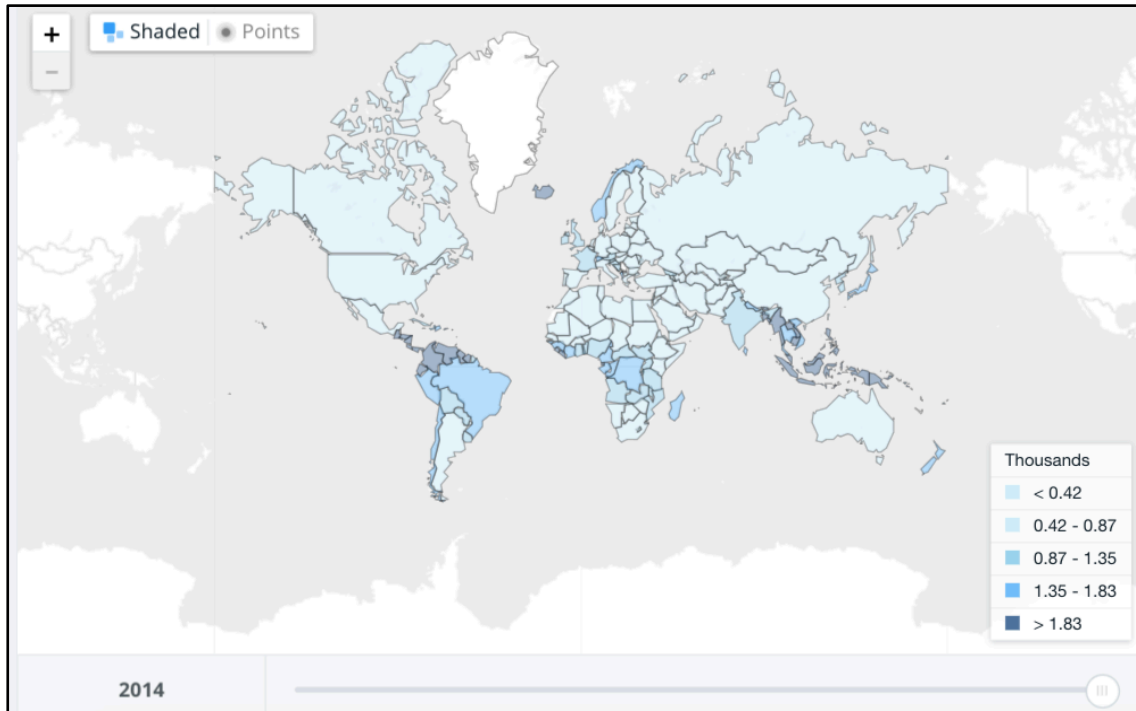 +
Shaded Points
−
Thousands
< 0.42
0.42 - 0.87
0.87 - 1.35
1.35 - 1.83
> 1.83
2014